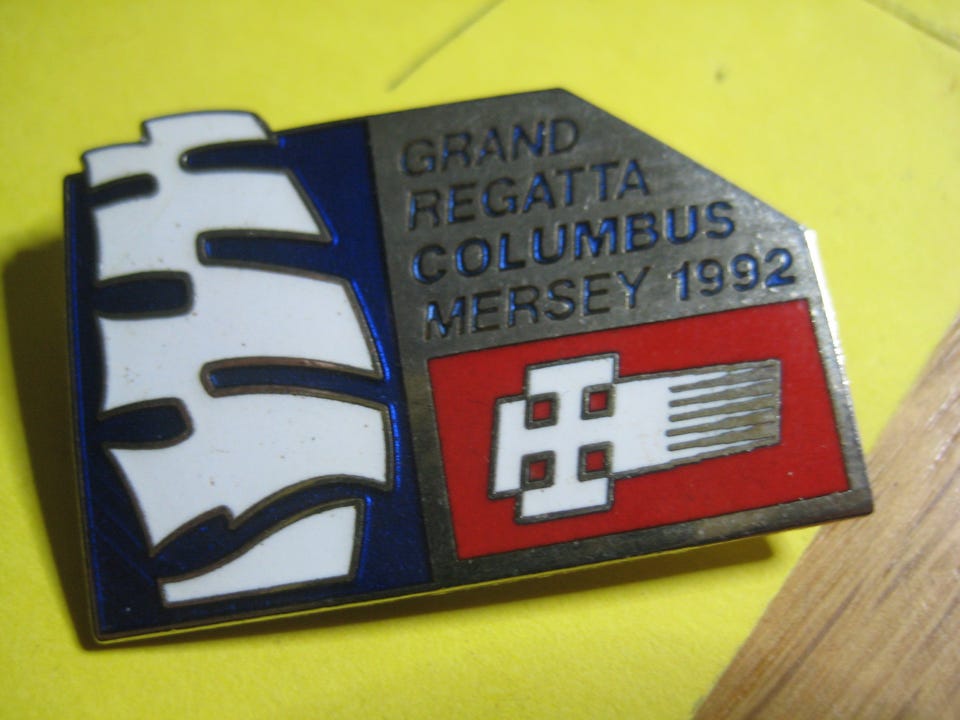 GRAND
REGATTA
COLUMBUS
MERSEY 1992